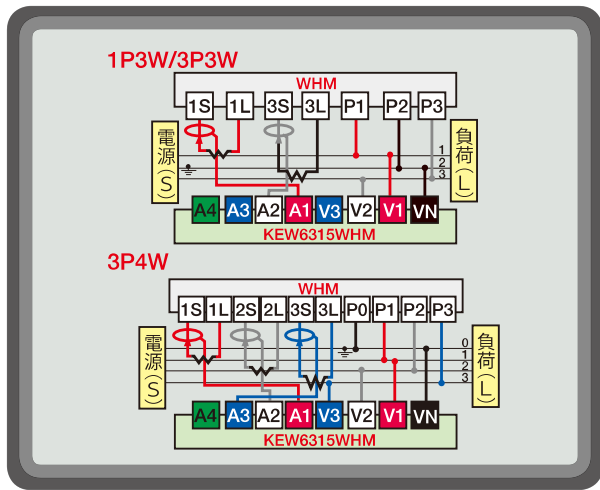 1P3W/3P3W
WHM
1S 1L 3S 3L P1 P2 P3
電源(S)
1
2
3
負荷(L)
A4 A3 A2 A1 V3 V2 V1 VN
KEW6315WHM
3P4W
WHM
1S 1L 2S 2L 3S 3L P0 P1 P2 P3
電源(S)
0
1
2
3
負荷(L)
A4 A3 A2 A1 V3 V2 V1 VN
KEW6315WHM